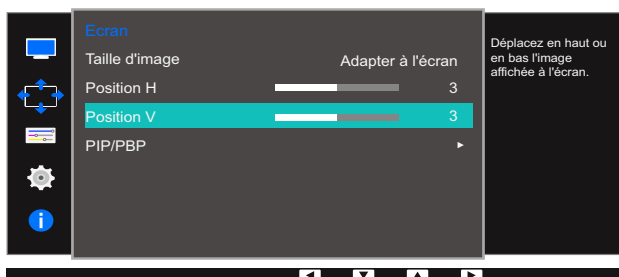 Ecran
Taille d'image Adapter à l'écran
Position H 3
Position V 3
PIP/PBP
Déplacez en haut ou
en bas l'image
affichée à l'écran.